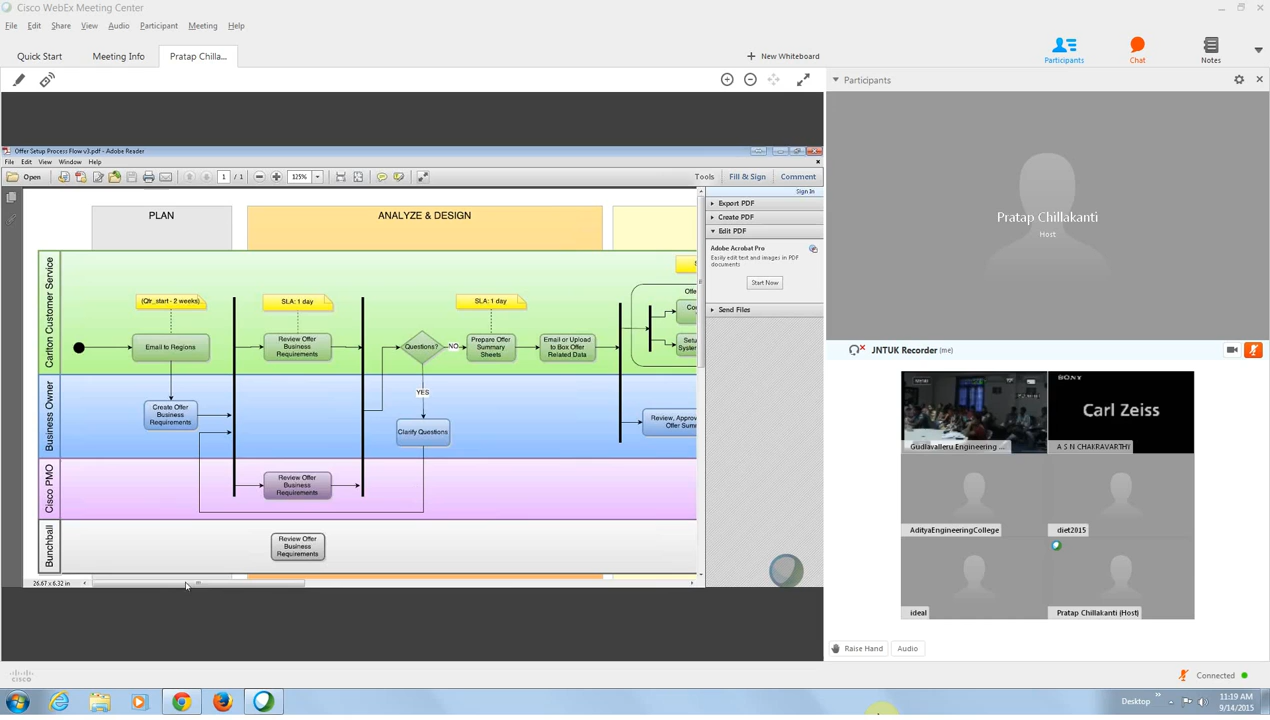 Cisco WebEx Meeting Center
File Edit Share View Audio Participant Meeting Help
Quick Start Meeting Info Pratap Chilla... New Whiteboard
Participants Chat Notes
Participants
Offer Setup Process Flow v3.pdf - Adobe Reader
File Edit View Window Help
Open 1 / 1 125% Tools Fill & Sign Comment
Sign In
Export PDF
Create PDF
Edit PDF
Adobe Acrobat Pro
Easily edit text and images in PDF
documents
Start Now
Send Files
PLAN ANALYZE & DESIGN
Carlton Customer Service
(Qtr_start - 2 weeks) SLA: 1 day SLA: 1 day
Email to Regions
Review Offer
Business
Requirements
Questions?
NO
Prepare Offer
Summary
Sheets
Email or Upload
to Box Offer
Related Data
Offe
Business Owner
Create Offer
Business
Requirements
YES
Clarify Questions
Review, Approv
Offer Summ
Cisco PMO
Review Offer
Business
Requirements
Bunchball
Review Offer
Business
Requirements
26.67 x 6.32 in
Pratap Chillakanti
Host
JNTUK Recorder (me)
Gudlavalleru Engineering ...
SONY
Carl Zeiss
A S N CHAKRAVARTHY
AdityaEngineeringCollege
diet2015
ideal
Pratap Chillakanti (Host)
Raise Hand Audio
cisco
Connected
Desktop
11:19 AM
9/14/2015